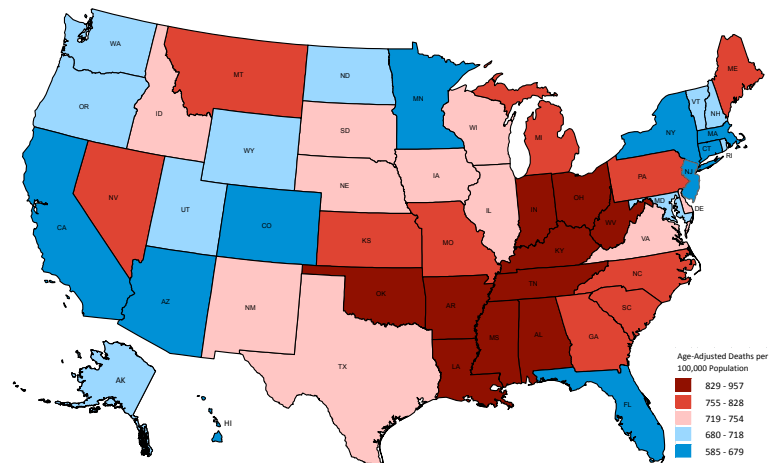 WA
MT
ND
MN
ME
VT
NH
OR
ID
SD
WI
MI
NY
MA
CT
RI
WY
NV
UT
NE
IA
PA
NJ
CA
CO
KS
MO
IL
IN
OH
WV
MD
DE
VA
KY
AZ
NM
OK
AR
TN
NC
SC
TX
LA
MS
AL
GA
FL
AK
HI
Age-Adjusted Deaths per
100,000 Population
829 - 957
755 - 828
719 - 754
680 - 718
585 - 679